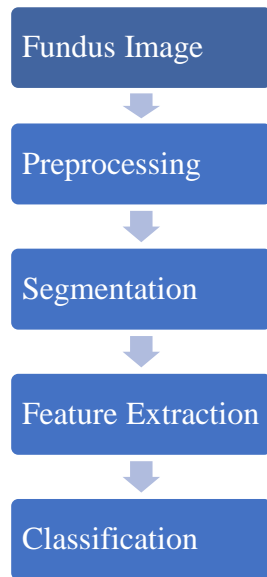 Fundus Image
Preprocessing
Segmentation
Feature Extraction
Classification